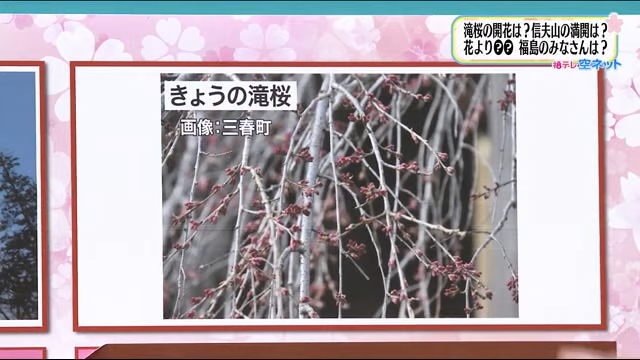 滝桜の開花は？信夫山の満開は？
花より？？ 福島のみなさんは？
福テレ空ネット
きょうの滝桜
画像：三春町